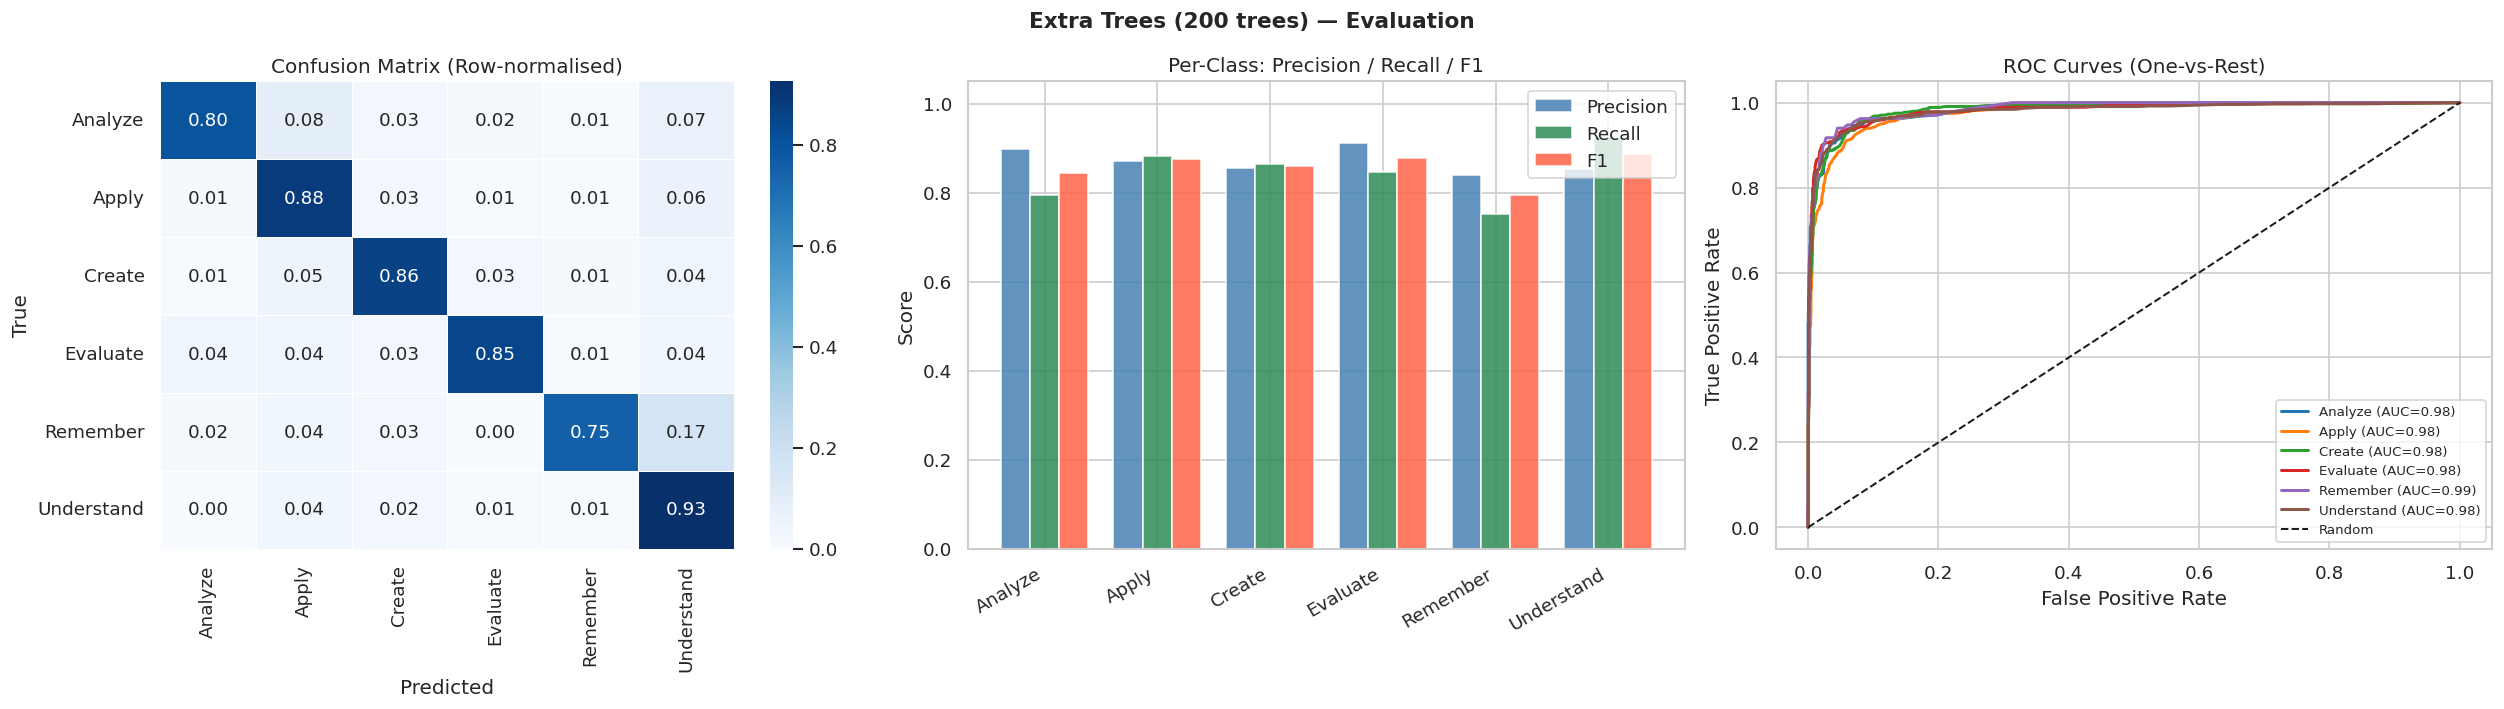 Extra Trees (200 trees) — Evaluation
Confusion Matrix (Row-normalised)
True
Analyze 0.80 0.08 0.03 0.02 0.01 0.07
Apply 0.01 0.88 0.03 0.01 0.01 0.06
Create 0.01 0.05 0.86 0.03 0.01 0.04
Evaluate 0.04 0.04 0.03 0.85 0.01 0.04
Remember 0.02 0.04 0.03 0.00 0.75 0.17
Understand 0.00 0.04 0.02 0.01 0.01 0.93
Analyze Apply Create Evaluate Remember Understand
Predicted
0.8
0.6
0.4
0.2
0.0
Per-Class: Precision / Recall / F1
Score
1.0
0.8
0.6
0.4
0.2
0.0
Precision
Recall
F1
Analyze Apply Create Evaluate Remember Understand
ROC Curves (One-vs-Rest)
True Positive Rate
1.0
0.8
0.6
0.4
0.2
0.0
Analyze (AUC=0.98)
Apply (AUC=0.98)
Create (AUC=0.98)
Evaluate (AUC=0.98)
Remember (AUC=0.99)
Understand (AUC=0.98)
Random
0.0 0.2 0.4 0.6 0.8 1.0
False Positive Rate